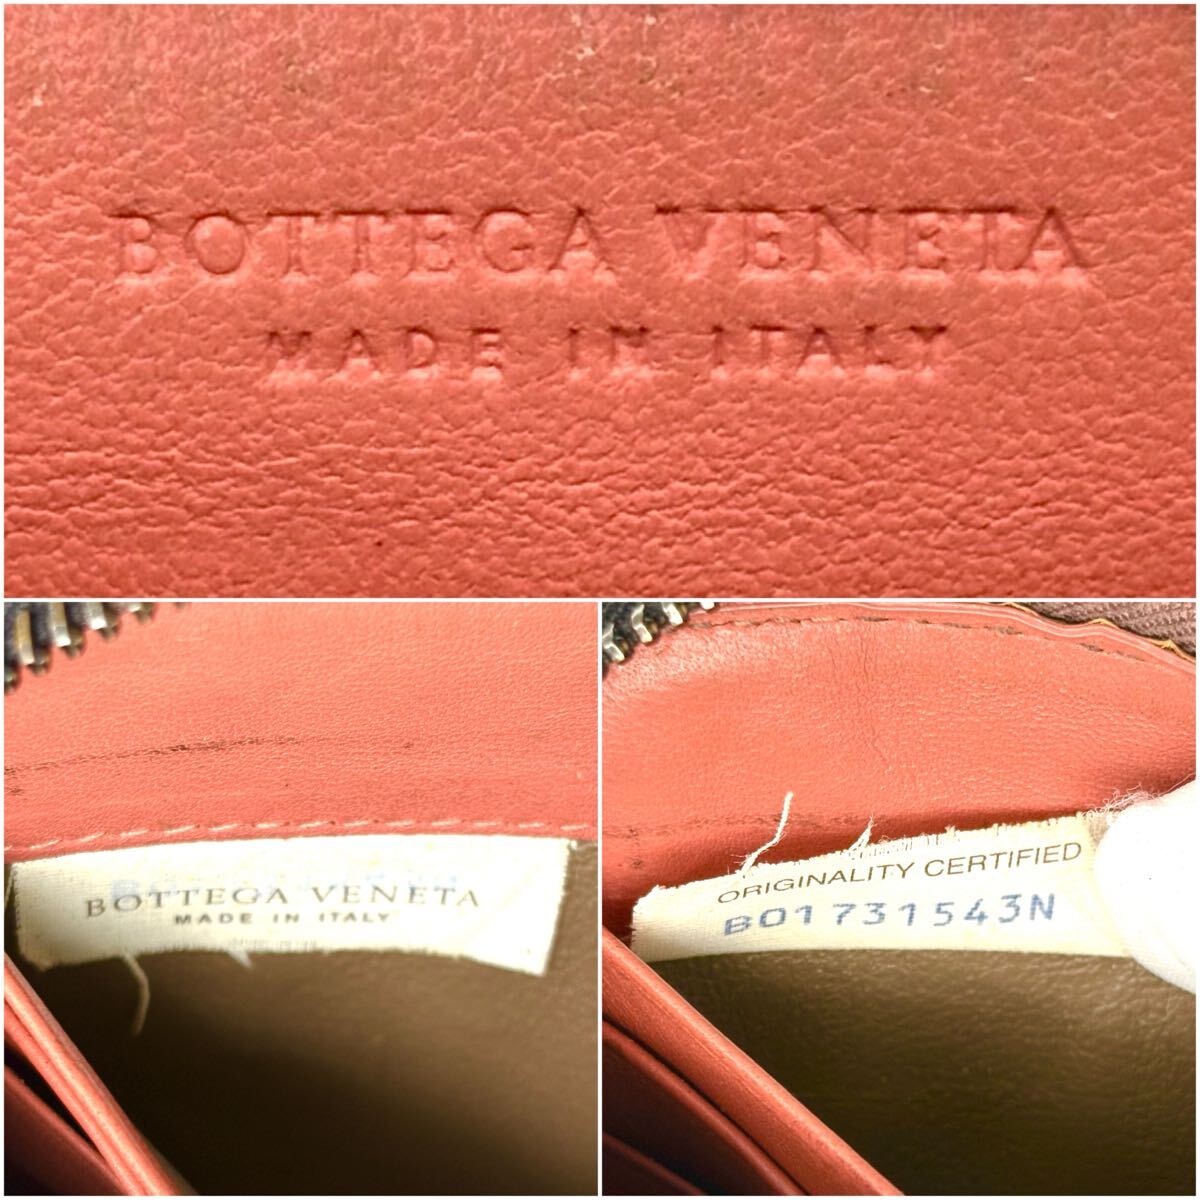 BOTTEGA VENETA
MADE IN ITALY
BOTTEGA VENETA
MADE IN ITALY
ORIGINALITY CERTIFIED
B01731543N